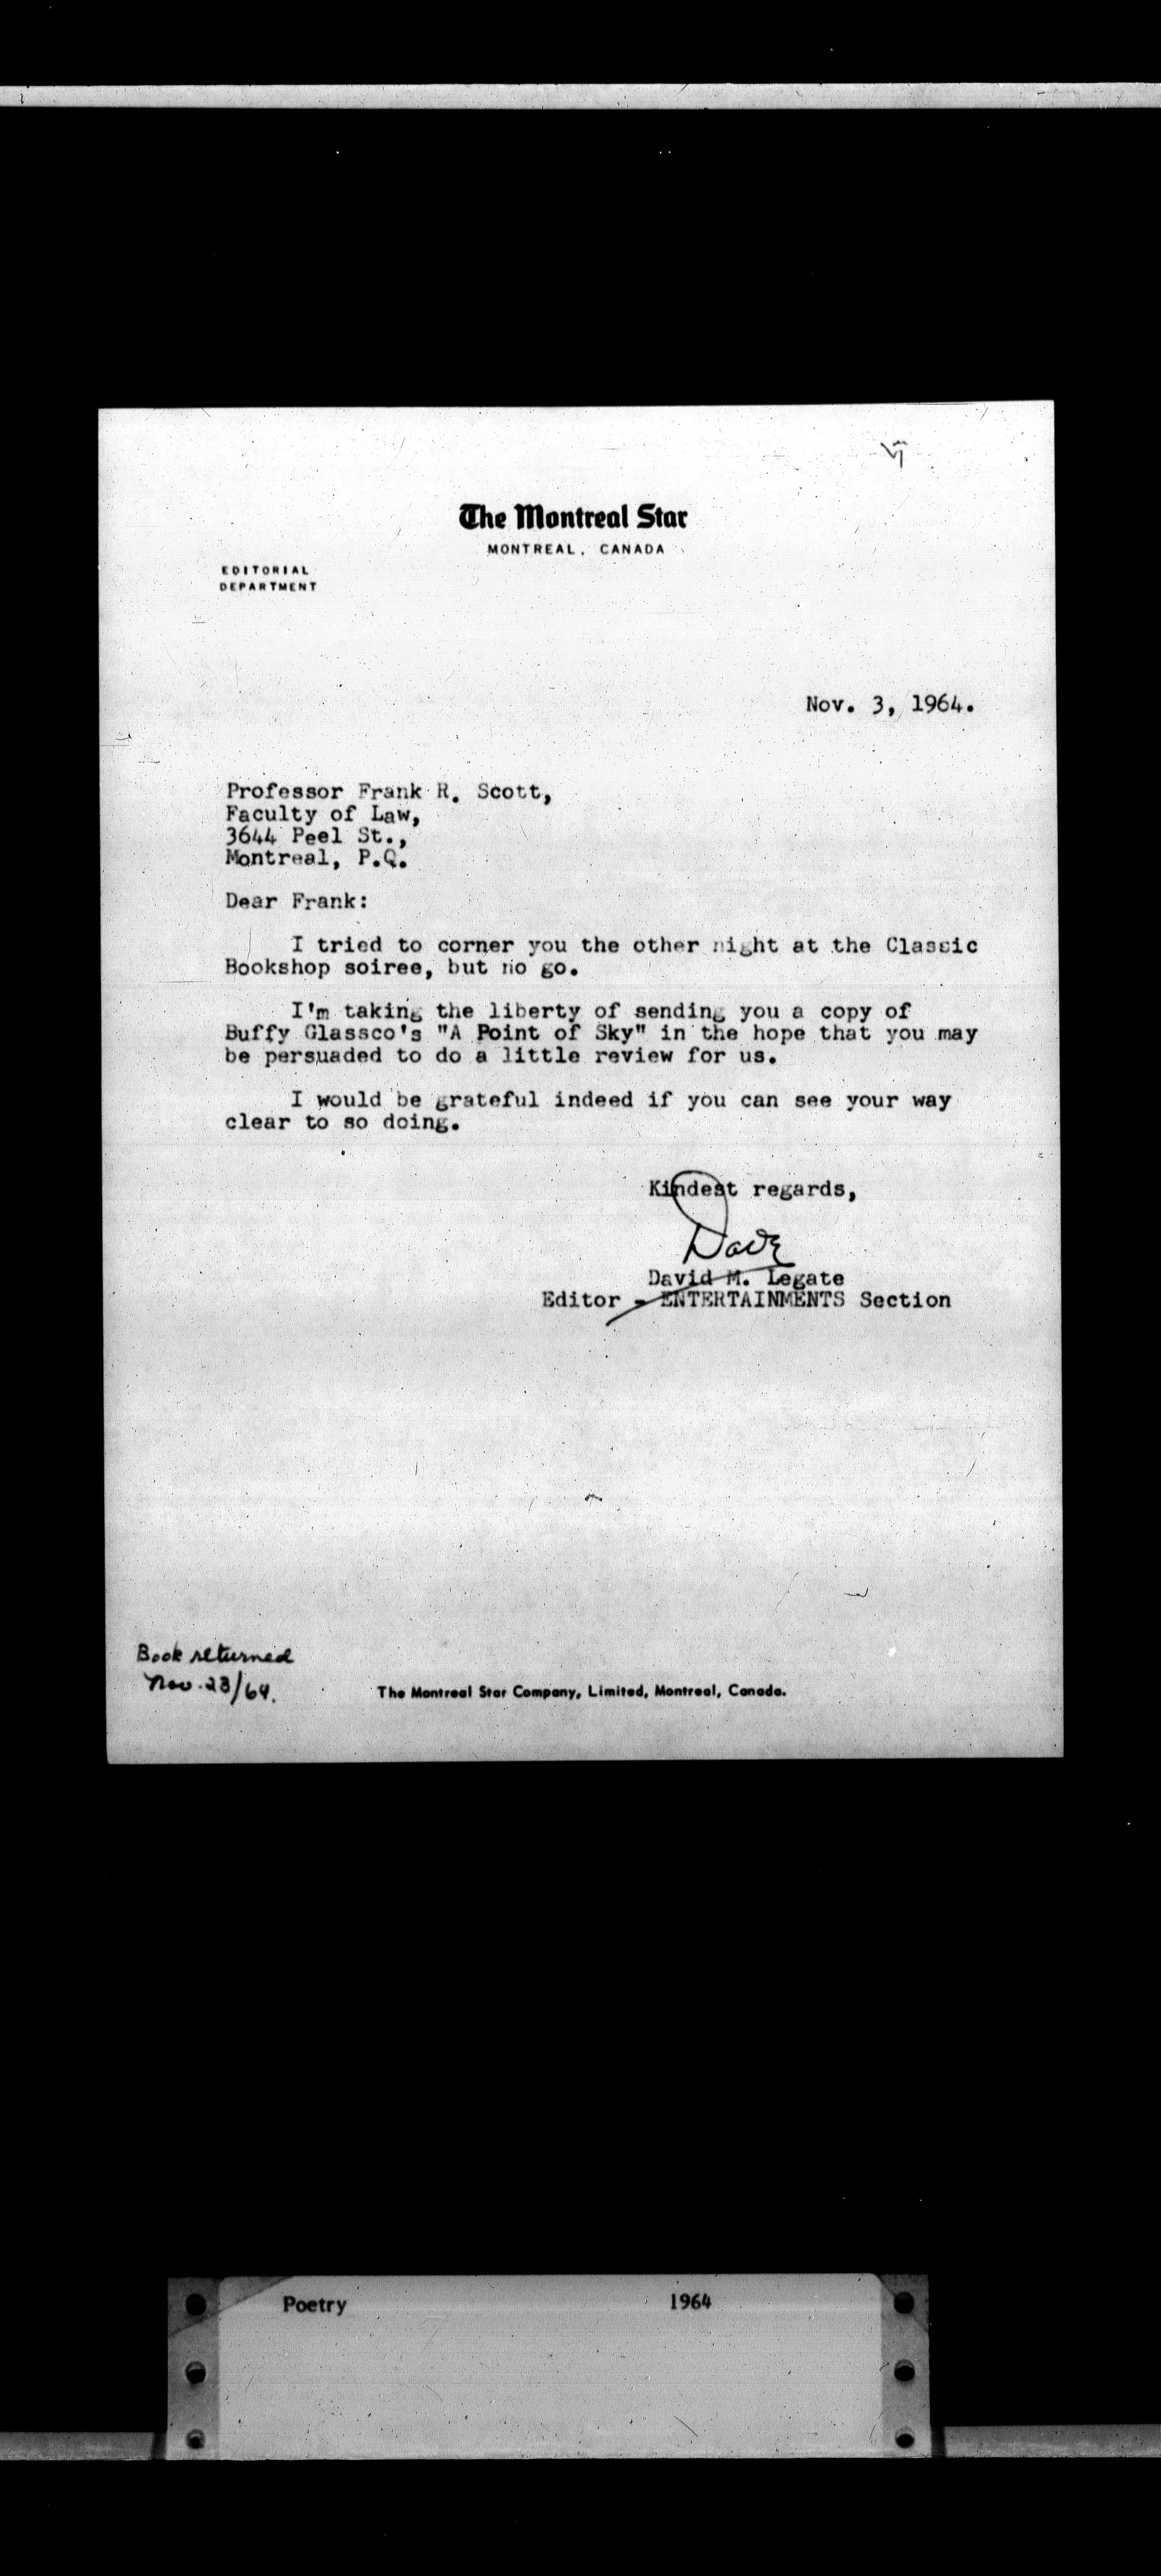 The Montreal Star
MONTREAL, CANADA
EDITORIAL
DEPARTMENT
Nov. 3, 1964.
Professor Frank R. Scott,
Faculty of Law,
3644 Peel St.,
Montreal, P.Q.
Dear Frank:
I tried to corner you the other night at the Classic
Bookshop soiree, but no go.
I'm taking the liberty of sending you a copy of
Buffy Glassco's "A Point of Sky" in the hope that you may
be persuaded to do a little review for us.
I would be grateful indeed if you can see your way
clear to so doing.
Kindest regards,
Dave
David M. Legate
Editor - ENTERTAINMENTS Section
Book returned
Nov. 23/64.
The Montreal Star Company, Limited, Montreal, Canada.
Poetry 1964